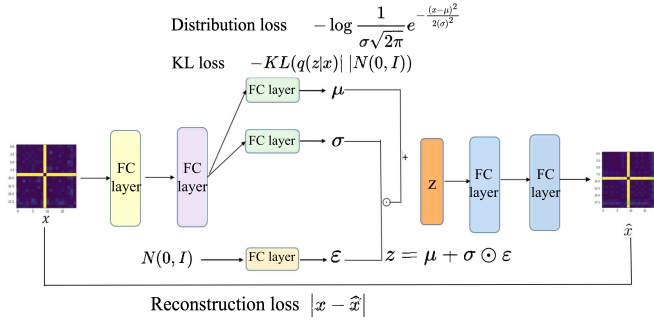 Distribution loss −log 1/(σ√2π) e^(−(x−μ)²/(2(σ)²))
KL loss −KL(q(z|x)| |N(0, I))
FC layer μ
FC layer σ
FC layer
FC layer
z
FC layer
FC layer
+
⊙
x
x̂
N(0, I) FC layer ε z = μ + σ ⊙ ε
Reconstruction loss |x − x̂|